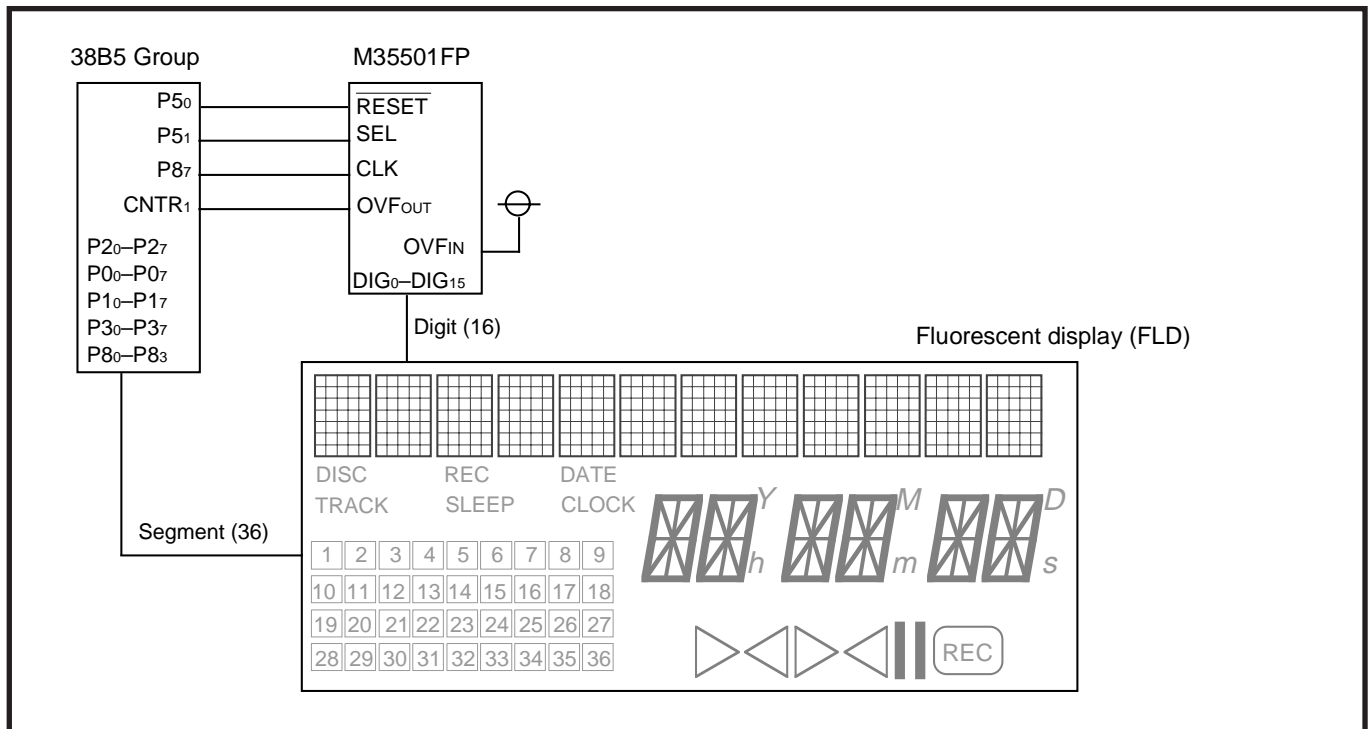 38B5 Group
M35501FP
P50
RESET
P51
SEL
P87
CLK
CNTR1
OVFOUT
OVFIN
P20–P27
P00–P07
P10–P17
P30–P37
P80–P83
DIG0–DIG15
Digit (16)
Fluorescent display (FLD)
Segment (36)
DISC REC DATE
TRACK SLEEP CLOCK
Y M D
h m s
1 2 3 4 5 6 7 8 9
10 11 12 13 14 15 16 17 18
19 20 21 22 23 24 25 26 27
28 29 30 31 32 33 34 35 36
REC